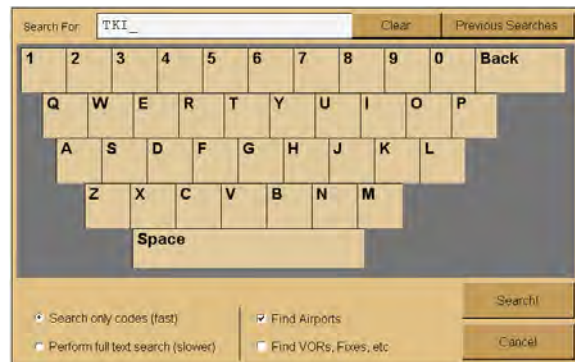 Search For: TKI_ Clear Previous Searches
1 2 3 4 5 6 7 8 9 0 Back
Q W E R T Y U I O P
A S D F G H J K L
Z X C V B N M
Space
Search!
Search only codes (fast) Find Airports
Perform full text search (slower) Find VORs, Fixes, etc Cancel